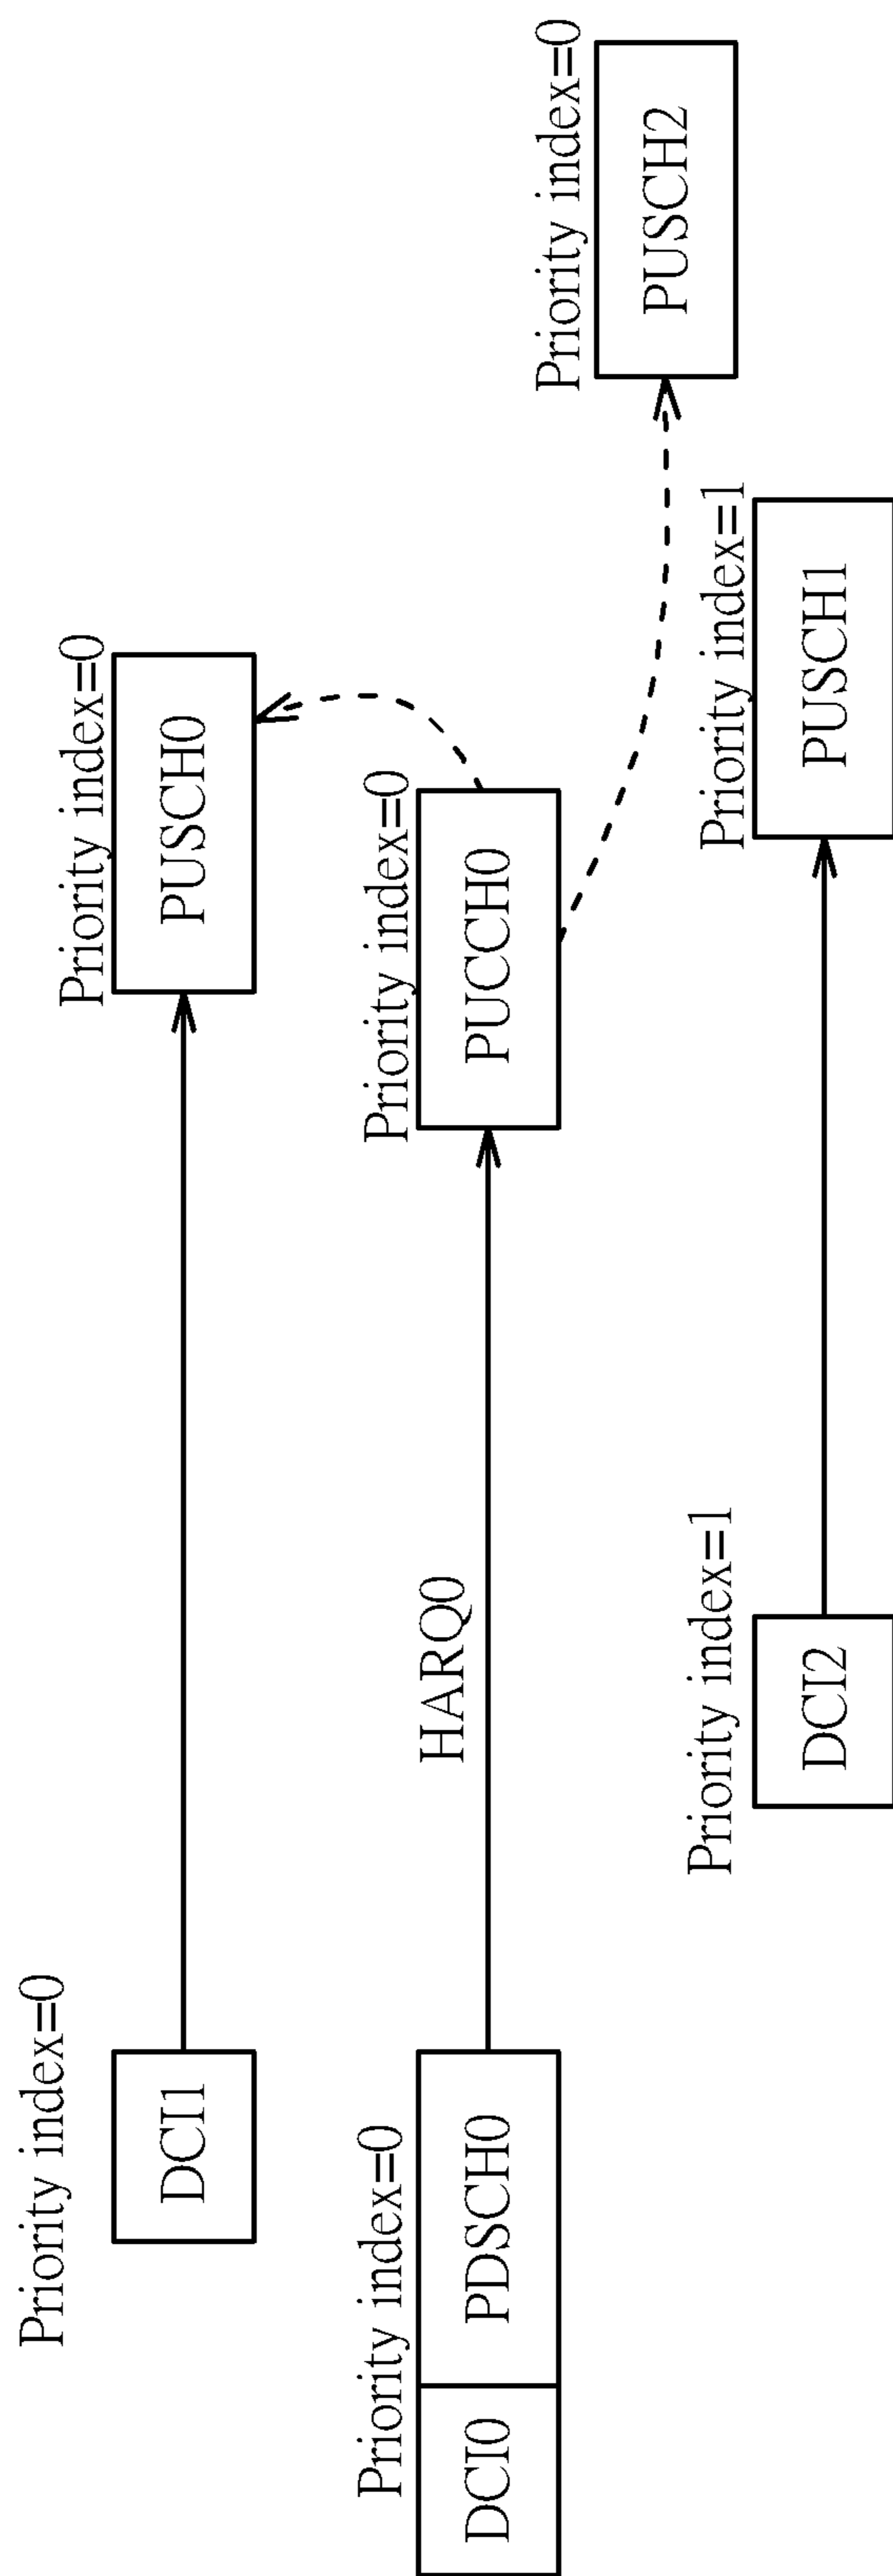 Priority index=0
DCI1
Priority index=0
PUSCH0
Priority index=0
DCI0
PDSCH0
HARQ0
Priority index=0
PUCCH0
Priority index=0
PUSCH2
Priority index=1
DCI2
Priority index=1
PUSCH1